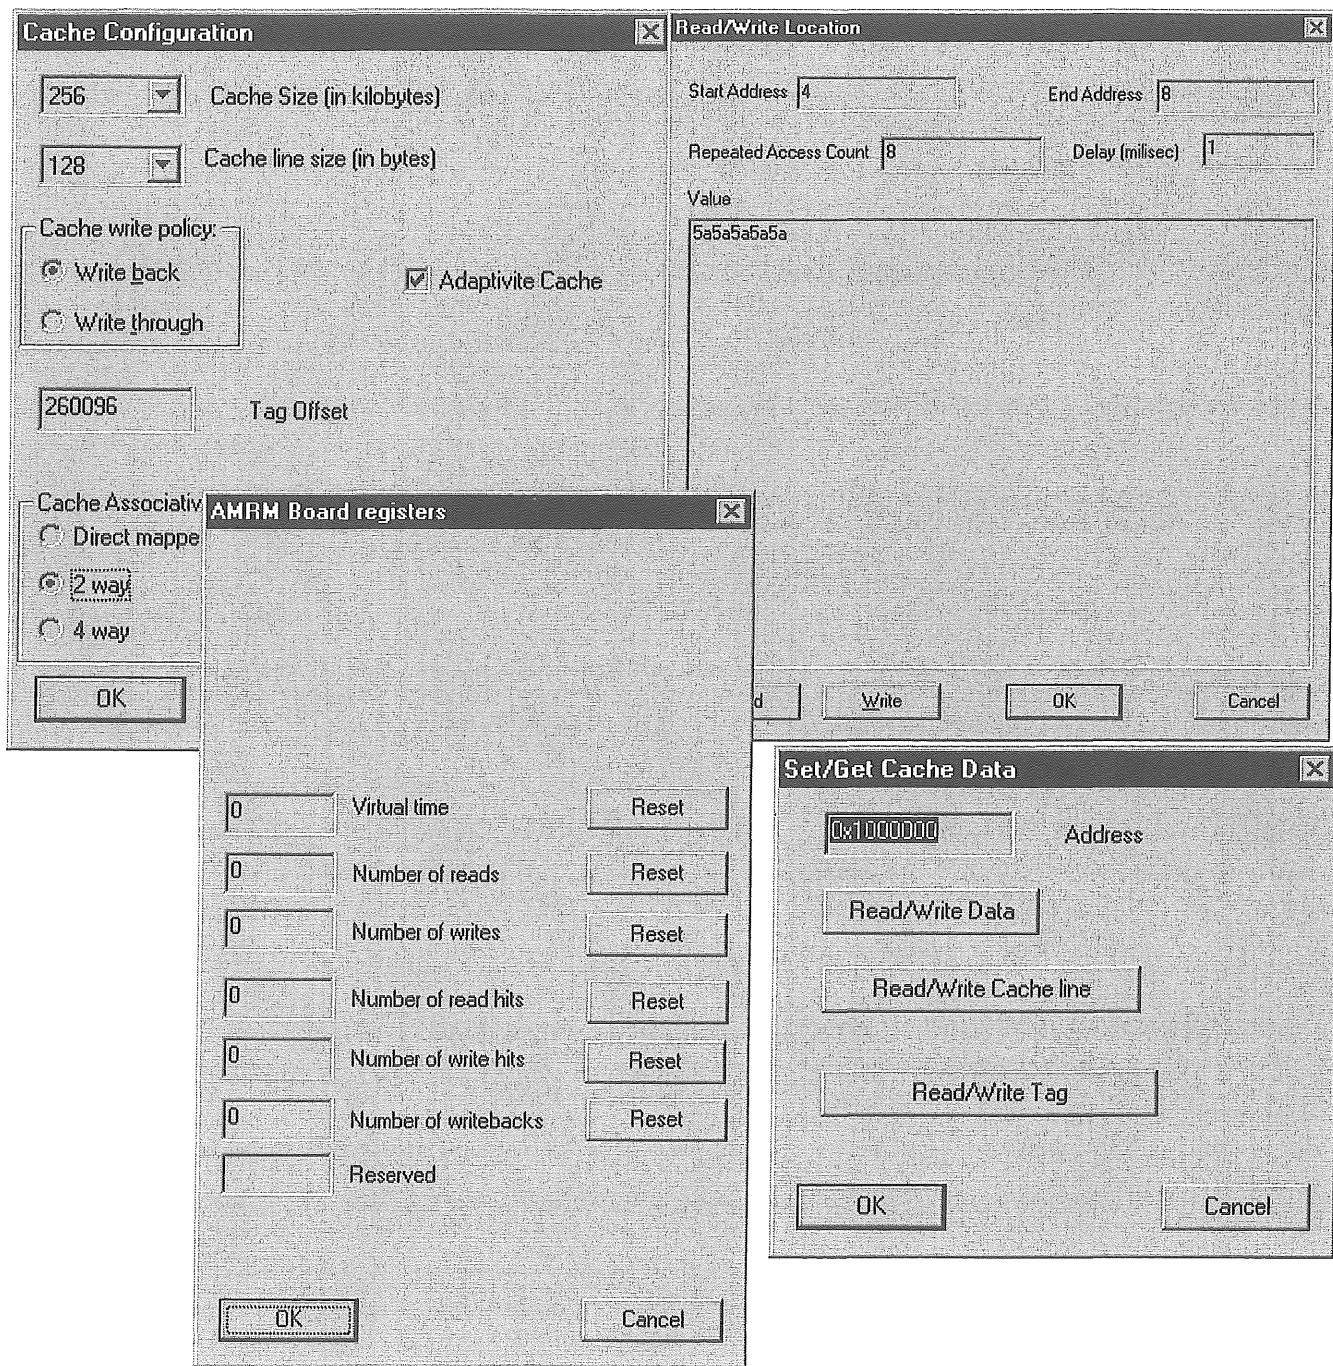 Cache Configuration
256
Cache Size (in kilobytes)
128
Cache line size (in bytes)
Cache write policy:
Write back
Write through
Adaptivite Cache
260096
Tag Offset
Cache Associativ
Direct mappe
2 way
4 way
OK
Read/Write Location
Start Address 4
End Address 8
Repeated Access Count 8
Delay (milisec) 1
Value
5a5a5a5a5a
d
Write
OK
Cancel
AMRM Board registers
0 Virtual time Reset
0 Number of reads Reset
0 Number of writes Reset
0 Number of read hits Reset
0 Number of write hits Reset
0 Number of writebacks Reset
Reserved
OK
Cancel
Set/Get Cache Data
0x1000000
Address
Read/Write Data
Read/Write Cache line
Read/Write Tag
OK
Cancel